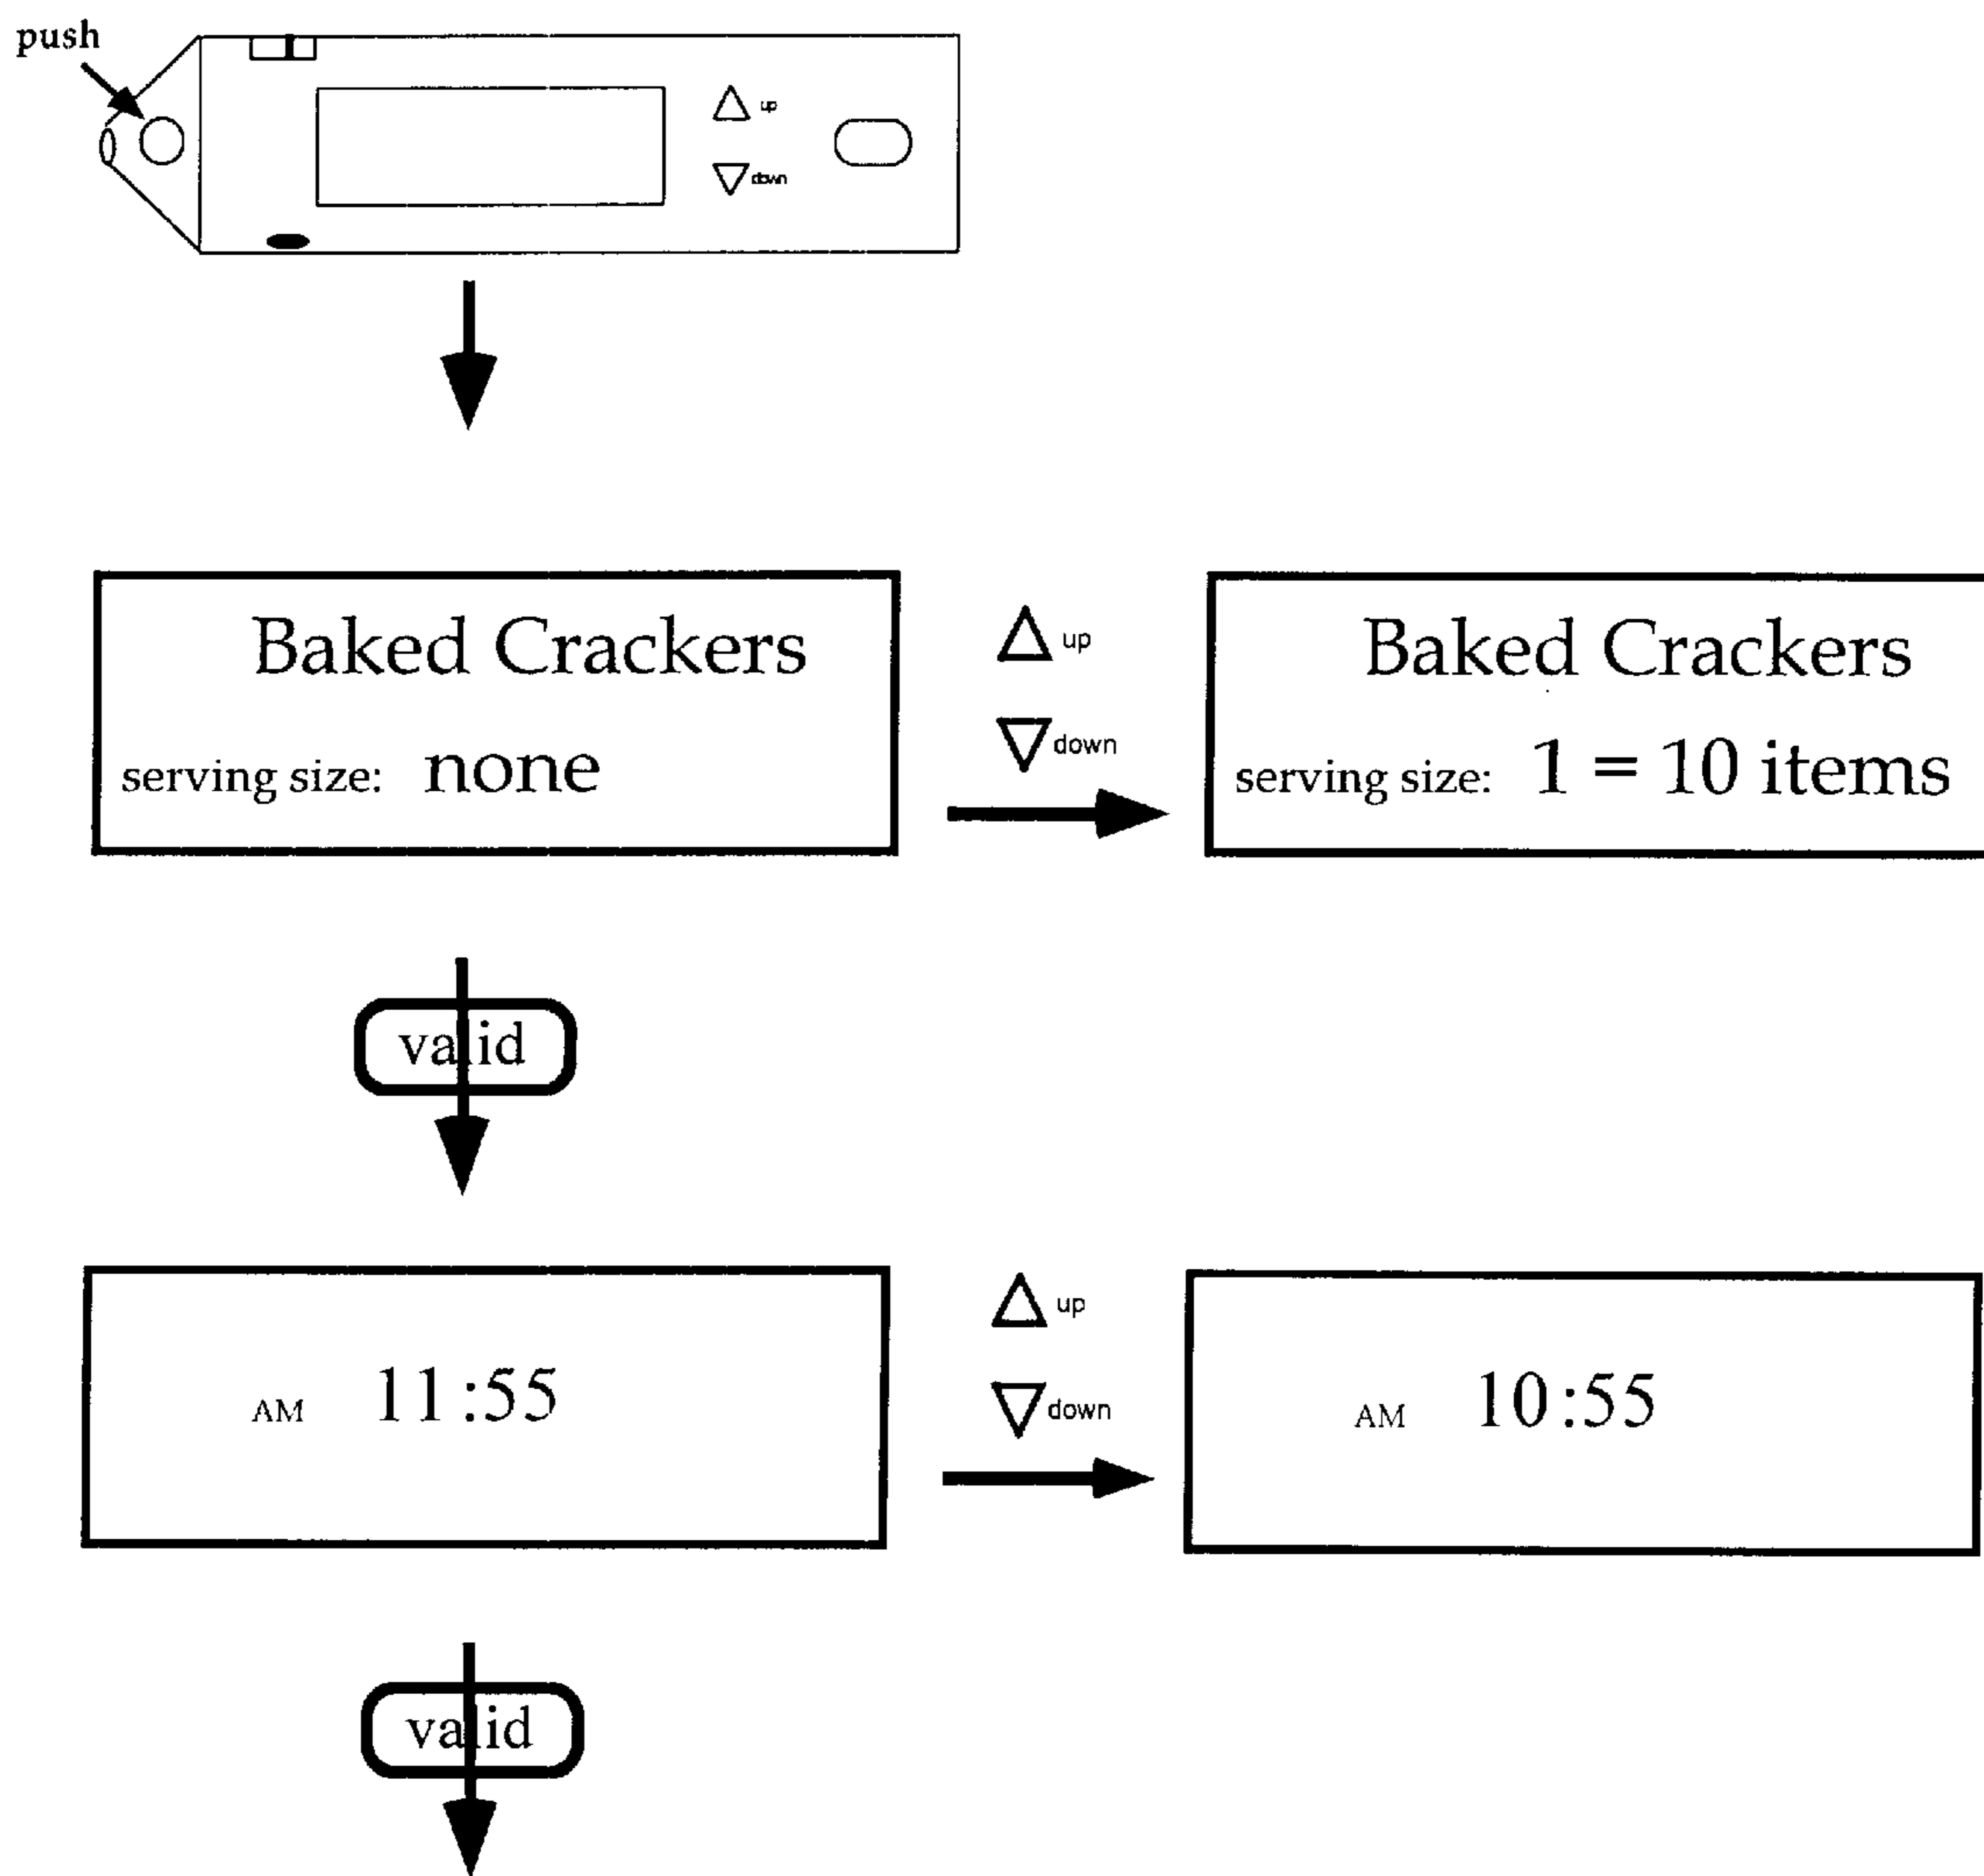 push
up
down
Baked Crackers
serving size: none
up
down
Baked Crackers
serving size: 1 = 10 items
valid
AM 11:55
up
down
AM 10:55
valid